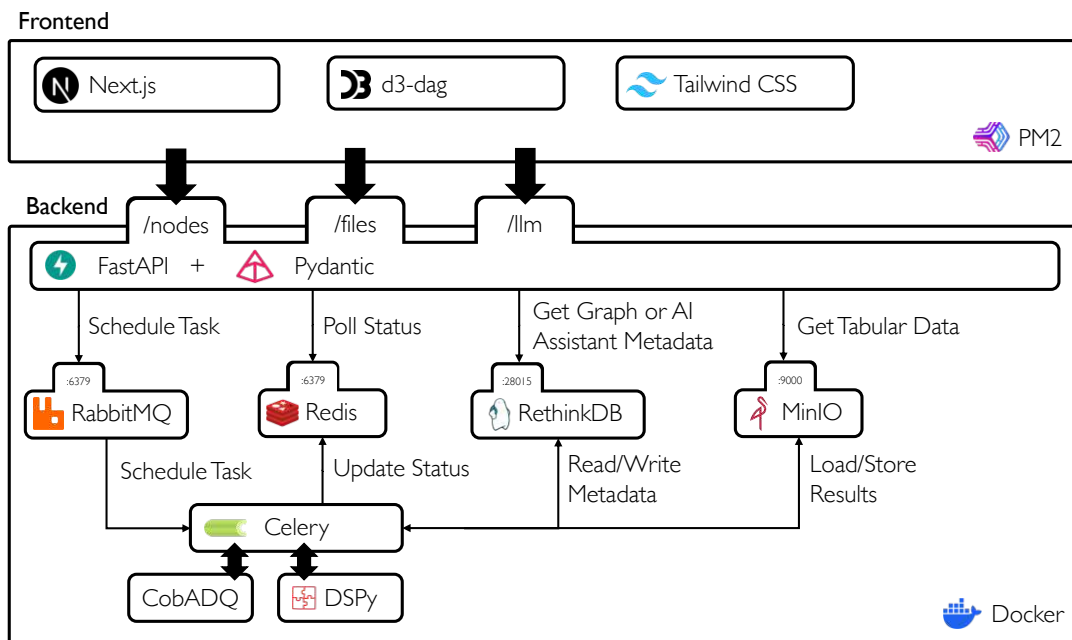 Frontend
Next.js
d3-dag
Tailwind CSS
PM2
Backend
/nodes
/files
/llm
FastAPI + Pydantic
Schedule Task
Poll Status
Get Graph or AI
Assistant Metadata
Get Tabular Data
:6379
:6379
:28015
:9000
RabbitMQ
Redis
RethinkDB
MinIO
Schedule Task
Update Status
Read/Write
Metadata
Load/Store
Results
Celery
CobADQ
DSPy
Docker